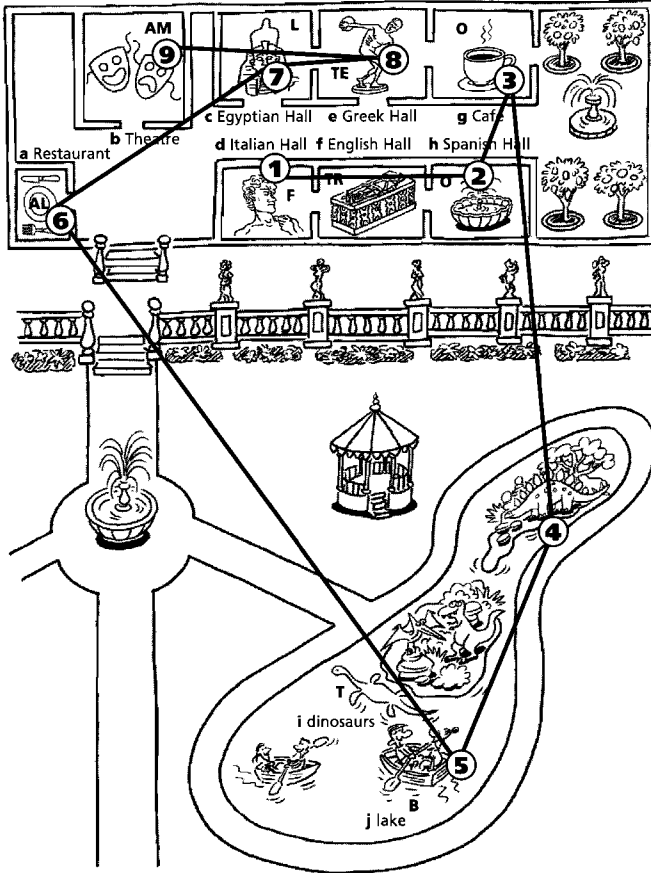 AM
L
O
9
8
7
TE
3
c Egyptian Hall e Greek Hall g Café
b Theatre
d Italian Hall f English Hall h Spanish Hall
a Restaurant
1
TR
2
F
O
AL
6
4
T
i dinosaurs
5
B
j lake